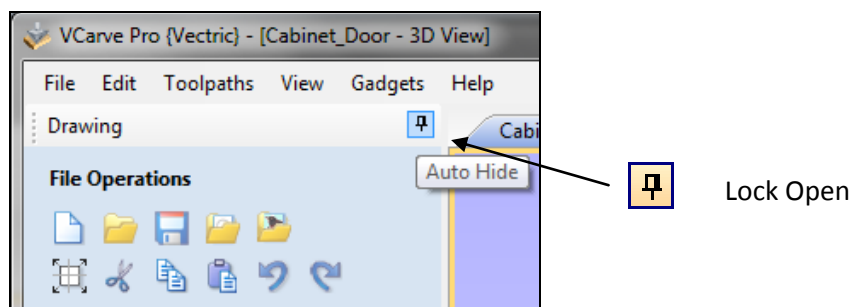 VCarve Pro {Vectric} - [Cabinet_Door - 3D View]
File Edit Toolpaths View Gadgets Help
Drawing
Cabi
Auto Hide
File Operations
Lock Open